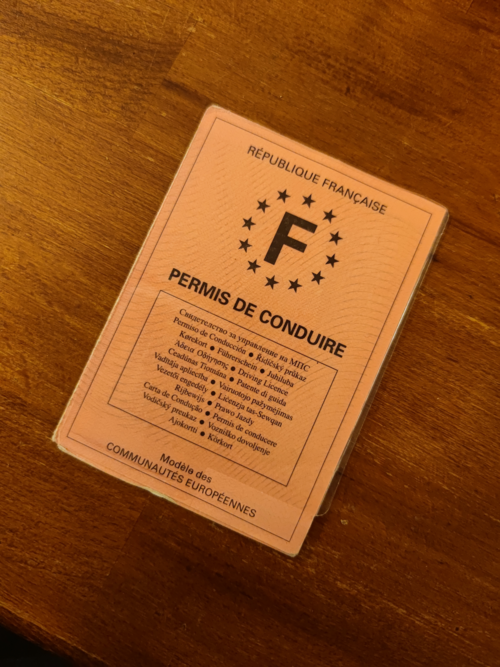 RÉPUBLIQUE FRANÇAISE
F
PERMIS DE CONDUIRE
Свидетелство за управление на МПС
Permiso de Conducción ● Řidičský průkaz
Kørekort ● Führerschein ● Juhiluba
Άδεια Οδήγησης ● Driving Licence
Ceadúnas Tiomána ● Patente di guida
Vadītāja apliecība ● Vairuotojo pažymėjimas
Vezetői engedély ● Liċenzja tas-Sewqan
Rijbewijs ● Prawo Jazdy
Carta de Condução ● Permis de conducere
Vodičský preukaz ● Vozniško dovoljenje
Ajokortti ● Körkort
Modèle des
COMMUNAUTÉS EUROPÉENNES